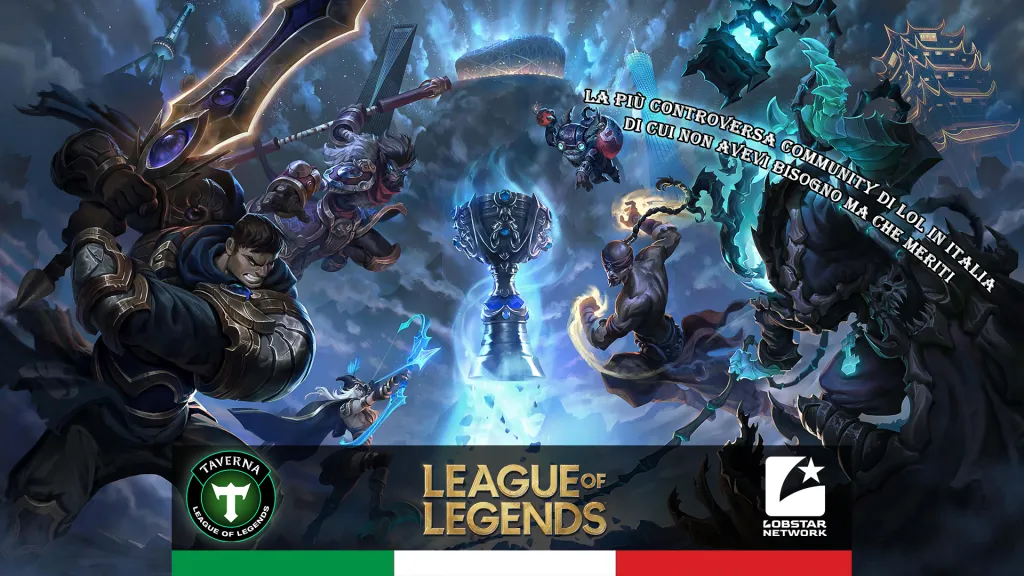 LA PIÙ CONTROVERSA COMMUNITY DI LOL IN ITALIA
DI CUI NON AVEVI BISOGNO MA CHE MERITI
TAVERNA
T
LEAGUE OF LEGENDS
LEAGUE OF
LEGENDS
LOBSTAR
NETWORK